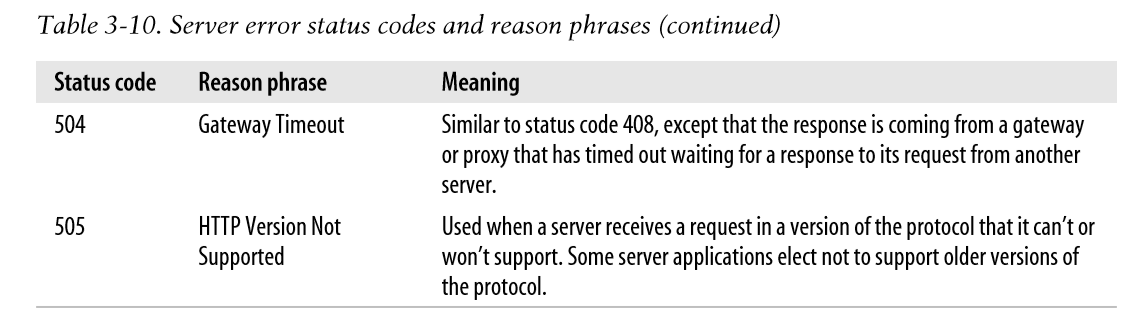 Table 3-10. Server error status codes and reason phrases (continued)
Status code Reason phrase Meaning
504 Gateway Timeout Similar to status code 408, except that the response is coming from a gateway
or proxy that has timed out waiting for a response to its request from another
server.
505 HTTP Version Not Used when a server receives a request in a version of the protocol that it can’t or
Supported won’t support. Some server applications elect not to support older versions of
the protocol.